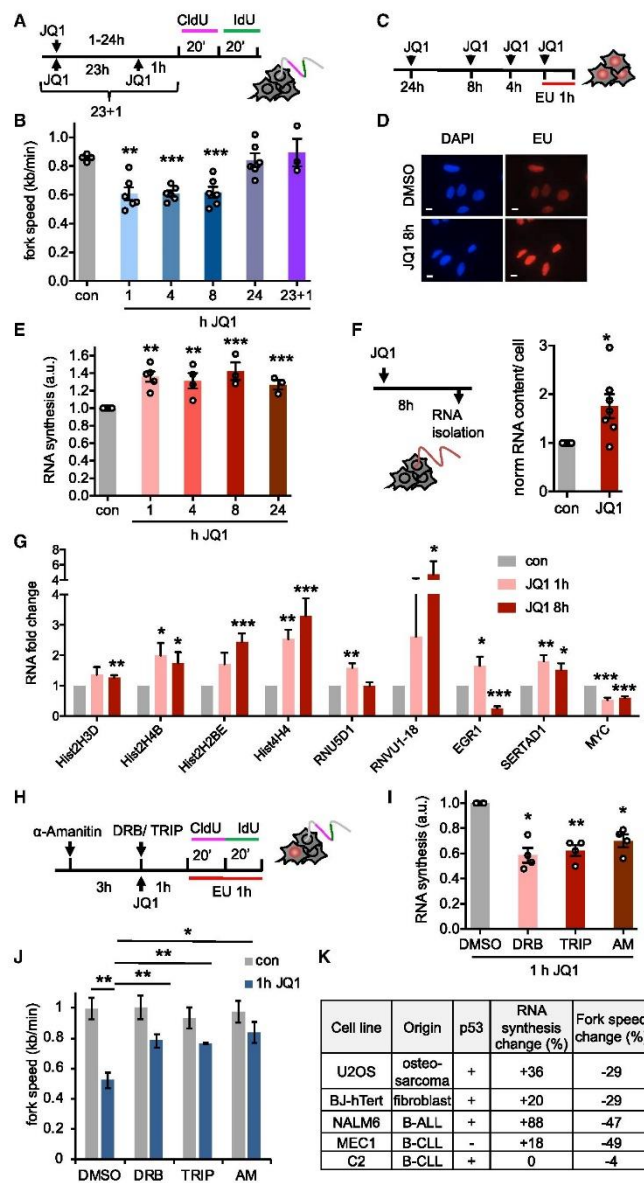 A
JQ1 1-24h
CldU IdU
20' 20'
JQ1 23h JQ1 1h
23+1
B
fork speed (kb/min)
1.0
0.8
0.6
0.4
0.2
0.0
** *** ***
con 1 4 8 24 23+1
h JQ1
C
JQ1 JQ1 JQ1 JQ1
24h 8h 4h EU 1h
D
DAPI EU
DMSO
JQ1 8h
E
RNA synthesis (a.u.)
1.6
1.4
1.2
1.0
0.8
0.6
0.4
0.2
0.0
** ** *** ***
con 1 4 8 24
h JQ1
F
JQ1
8h
RNA
isolation
norm RNA content/ cell
4
3
2
1
0
*
con JQ1
G
RNA fold change
8
6
4
2
1
0
con
JQ1 1h
JQ1 8h
** * * *** ** *** ** * * *** ** * *** ***
Hist2H3D Hist2H4B Hist2H2BE Hist4H4 RNU5D1 RNVU1-18 EGR1 SERTAD1 MYC
H
α-Amanitin DRB/ TRIP
CldU IdU
20' 20'
3h JQ1 1h EU 1h
I
RNA synthesis (a.u.)
1.0
0.8
0.6
0.4
0.2
0.0
* ** *
DMSO DRB TRIP AM
1 h JQ1
J
fork speed (kb/min)
1
0.8
0.6
0.4
0.2
0
*
**
** **
con
1h JQ1
DMSO DRB TRIP AM
K
Cell line Origin p53 RNA synthesis change (%) Fork speed change (%)
U2OS osteo-sarcoma + +36 -29
BJ-hTert fibroblast + +20 -29
NALM6 B-ALL + +88 -47
MEC1 B-CLL - +18 -49
C2 B-CLL + 0 -4